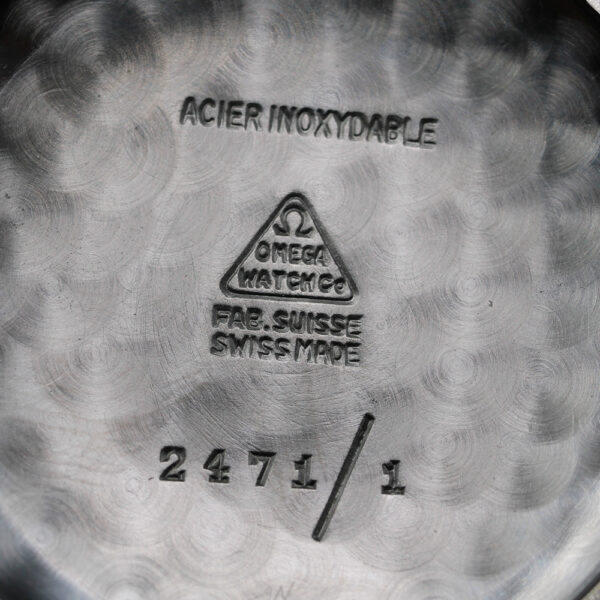 ACIER INOXYDABLE
Ω
OMEGA
WATCH Co
FAB. SUISSE
SWISS MADE
2471/1